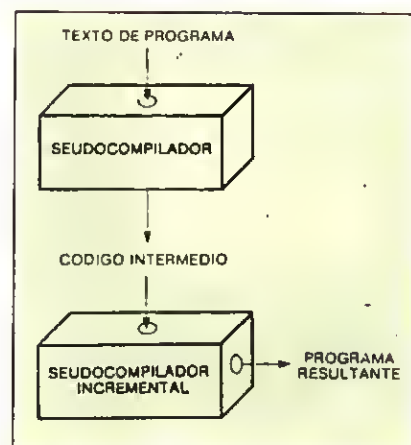 TEXTO DE PROGRAMA
SEUDOCOMPILADOR
CODIGO INTERMEDIO
SEUDOCOMPILADOR
INCREMENTAL
PROGRAMA
RESULTANTE